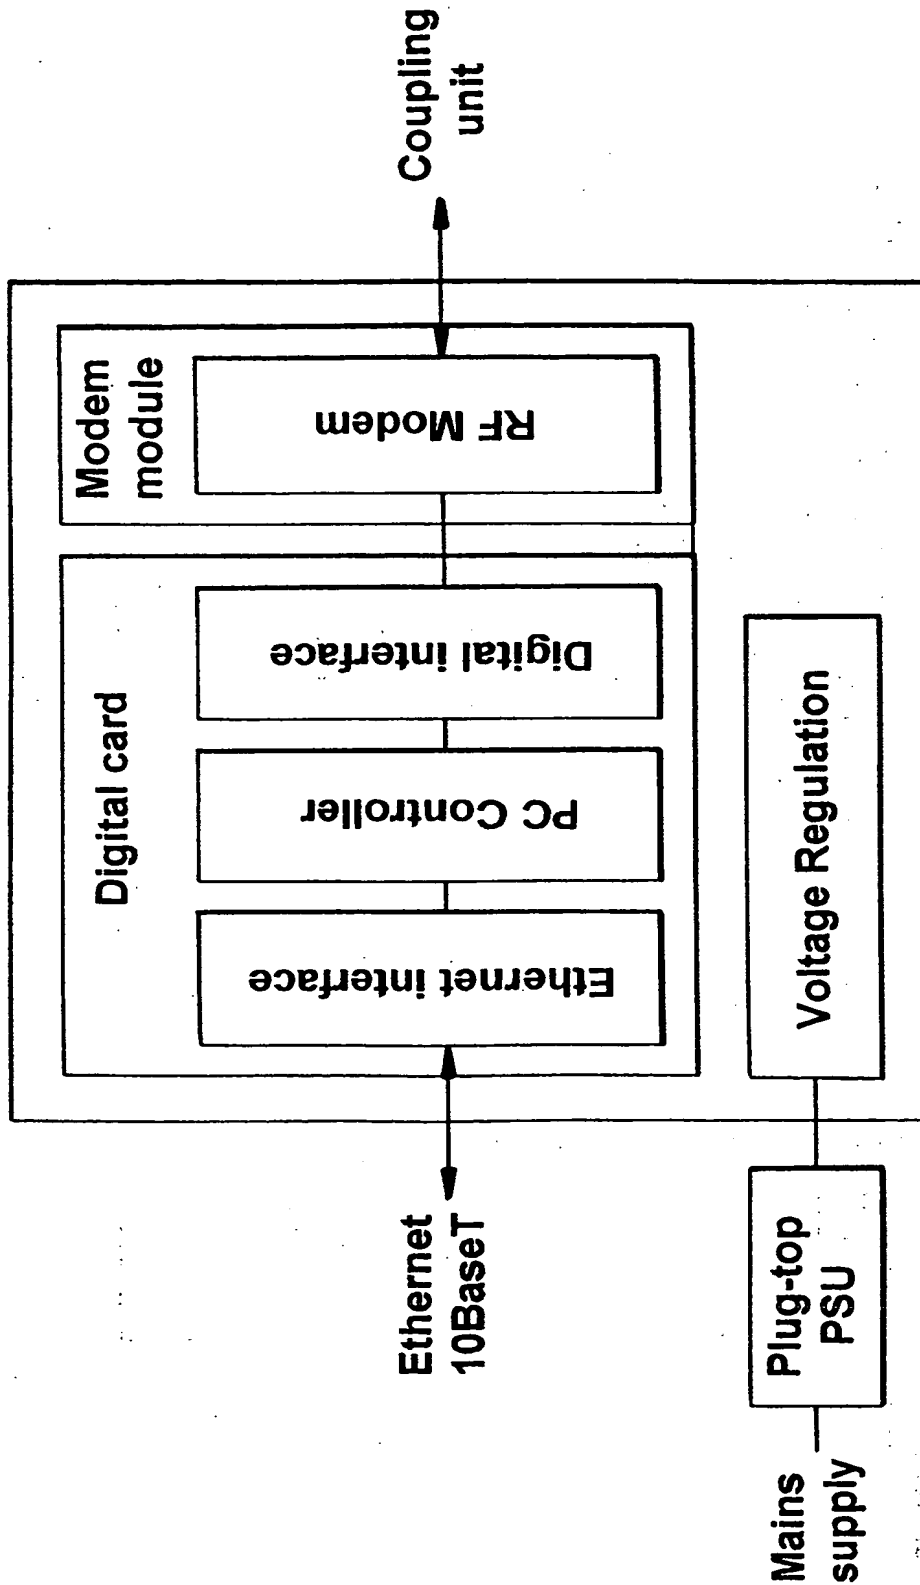 Modem
module
Digital card
RF Modem
Digital interface
PC Controller
Ethernet interface
Coupling
unit
Ethernet
10BaseT
Voltage Regulation
Plug-top
PSU
Mains
supply